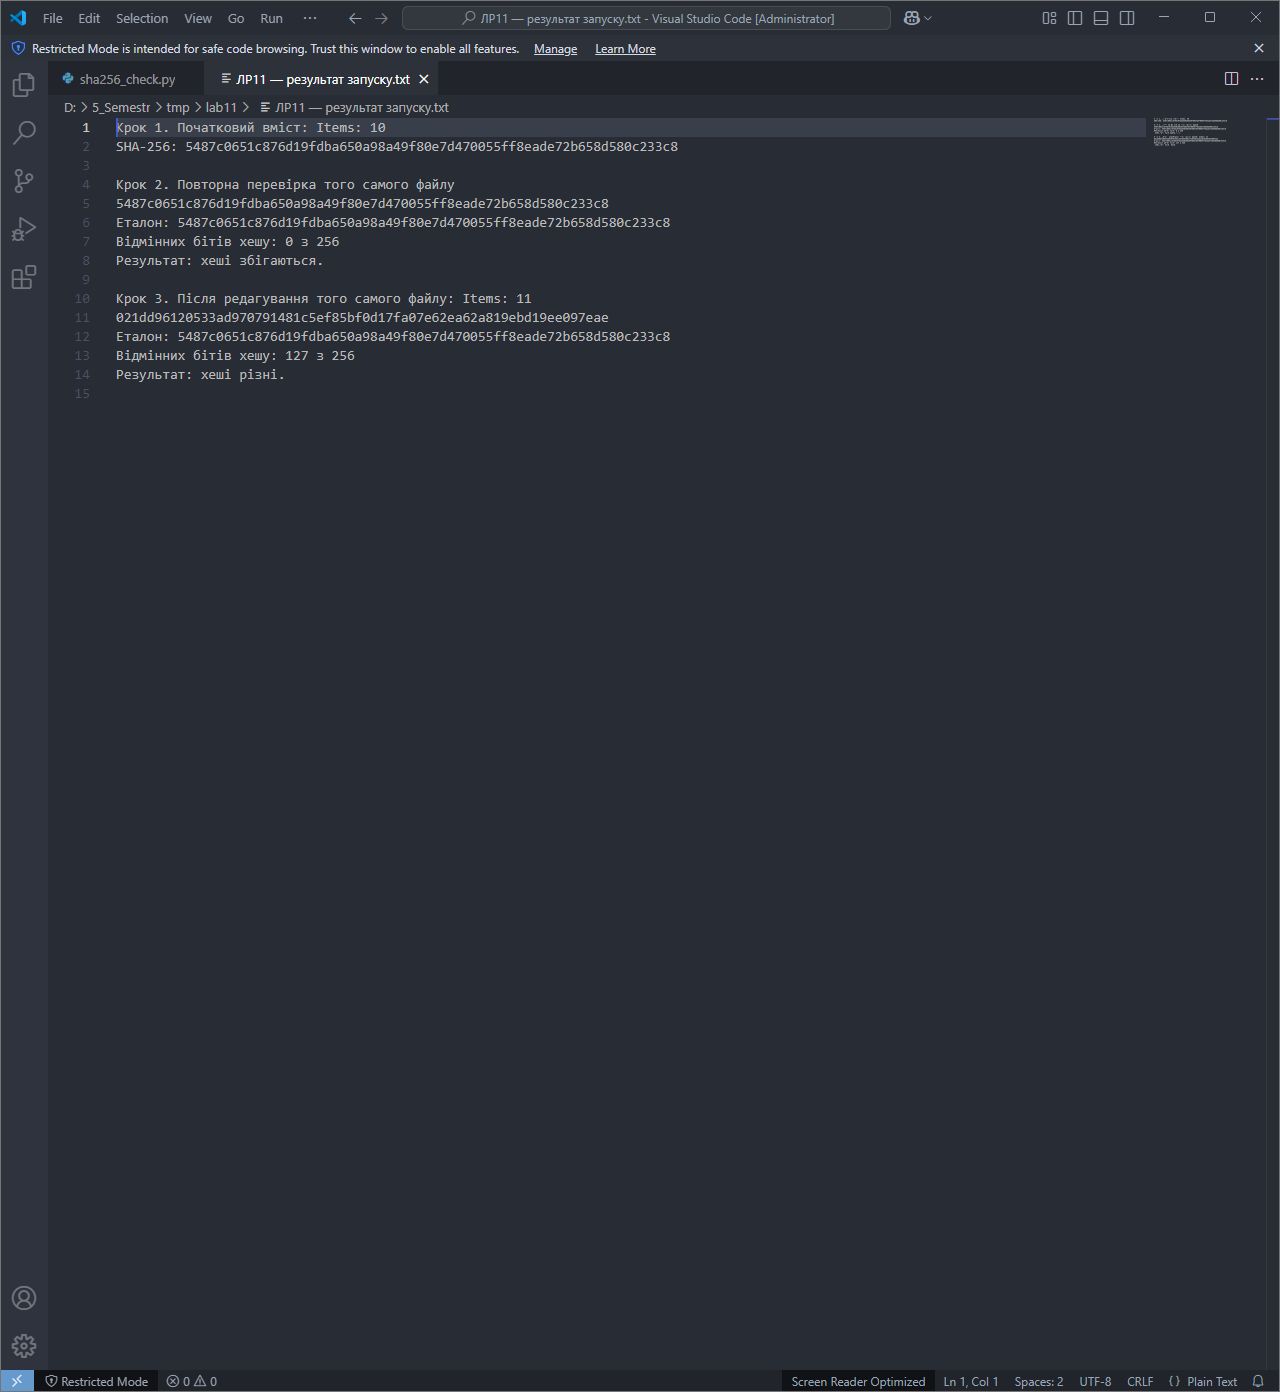 File Edit Selection View Go Run ··· ЛР11 — результат запуску.txt - Visual Studio Code [Administrator]
Restricted Mode is intended for safe code browsing. Trust this window to enable all features. Manage Learn More
sha256_check.py ЛР11 — результат запуску.txt
D: > 5_Semestr > tmp > lab11 > ЛР11 — результат запуску.txt
1 Крок 1. Початковий вміст: Items: 10
2 SHA-256: 5487c0651c876d19fdba650a98a49f80e7d470055ff8eade72b658d580c233c8
3
4 Крок 2. Повторна перевірка того самого файлу
5 5487c0651c876d19fdba650a98a49f80e7d470055ff8eade72b658d580c233c8
6 Еталон: 5487c0651c876d19fdba650a98a49f80e7d470055ff8eade72b658d580c233c8
7 Відмінних бітів хешу: 0 з 256
8 Результат: хеші збігаються.
9
10 Крок 3. Після редагування того самого файлу: Items: 11
11 021dd96120533ad970791481c5ef85bf0d17fa07e62ea62a819ebd19ee097eae
12 Еталон: 5487c0651c876d19fdba650a98a49f80e7d470055ff8eade72b658d580c233c8
13 Відмінних бітів хешу: 127 з 256
14 Результат: хеші різні.
15
Restricted Mode 0 0 Screen Reader Optimized Ln 1, Col 1 Spaces: 2 UTF-8 CRLF { } Plain Text